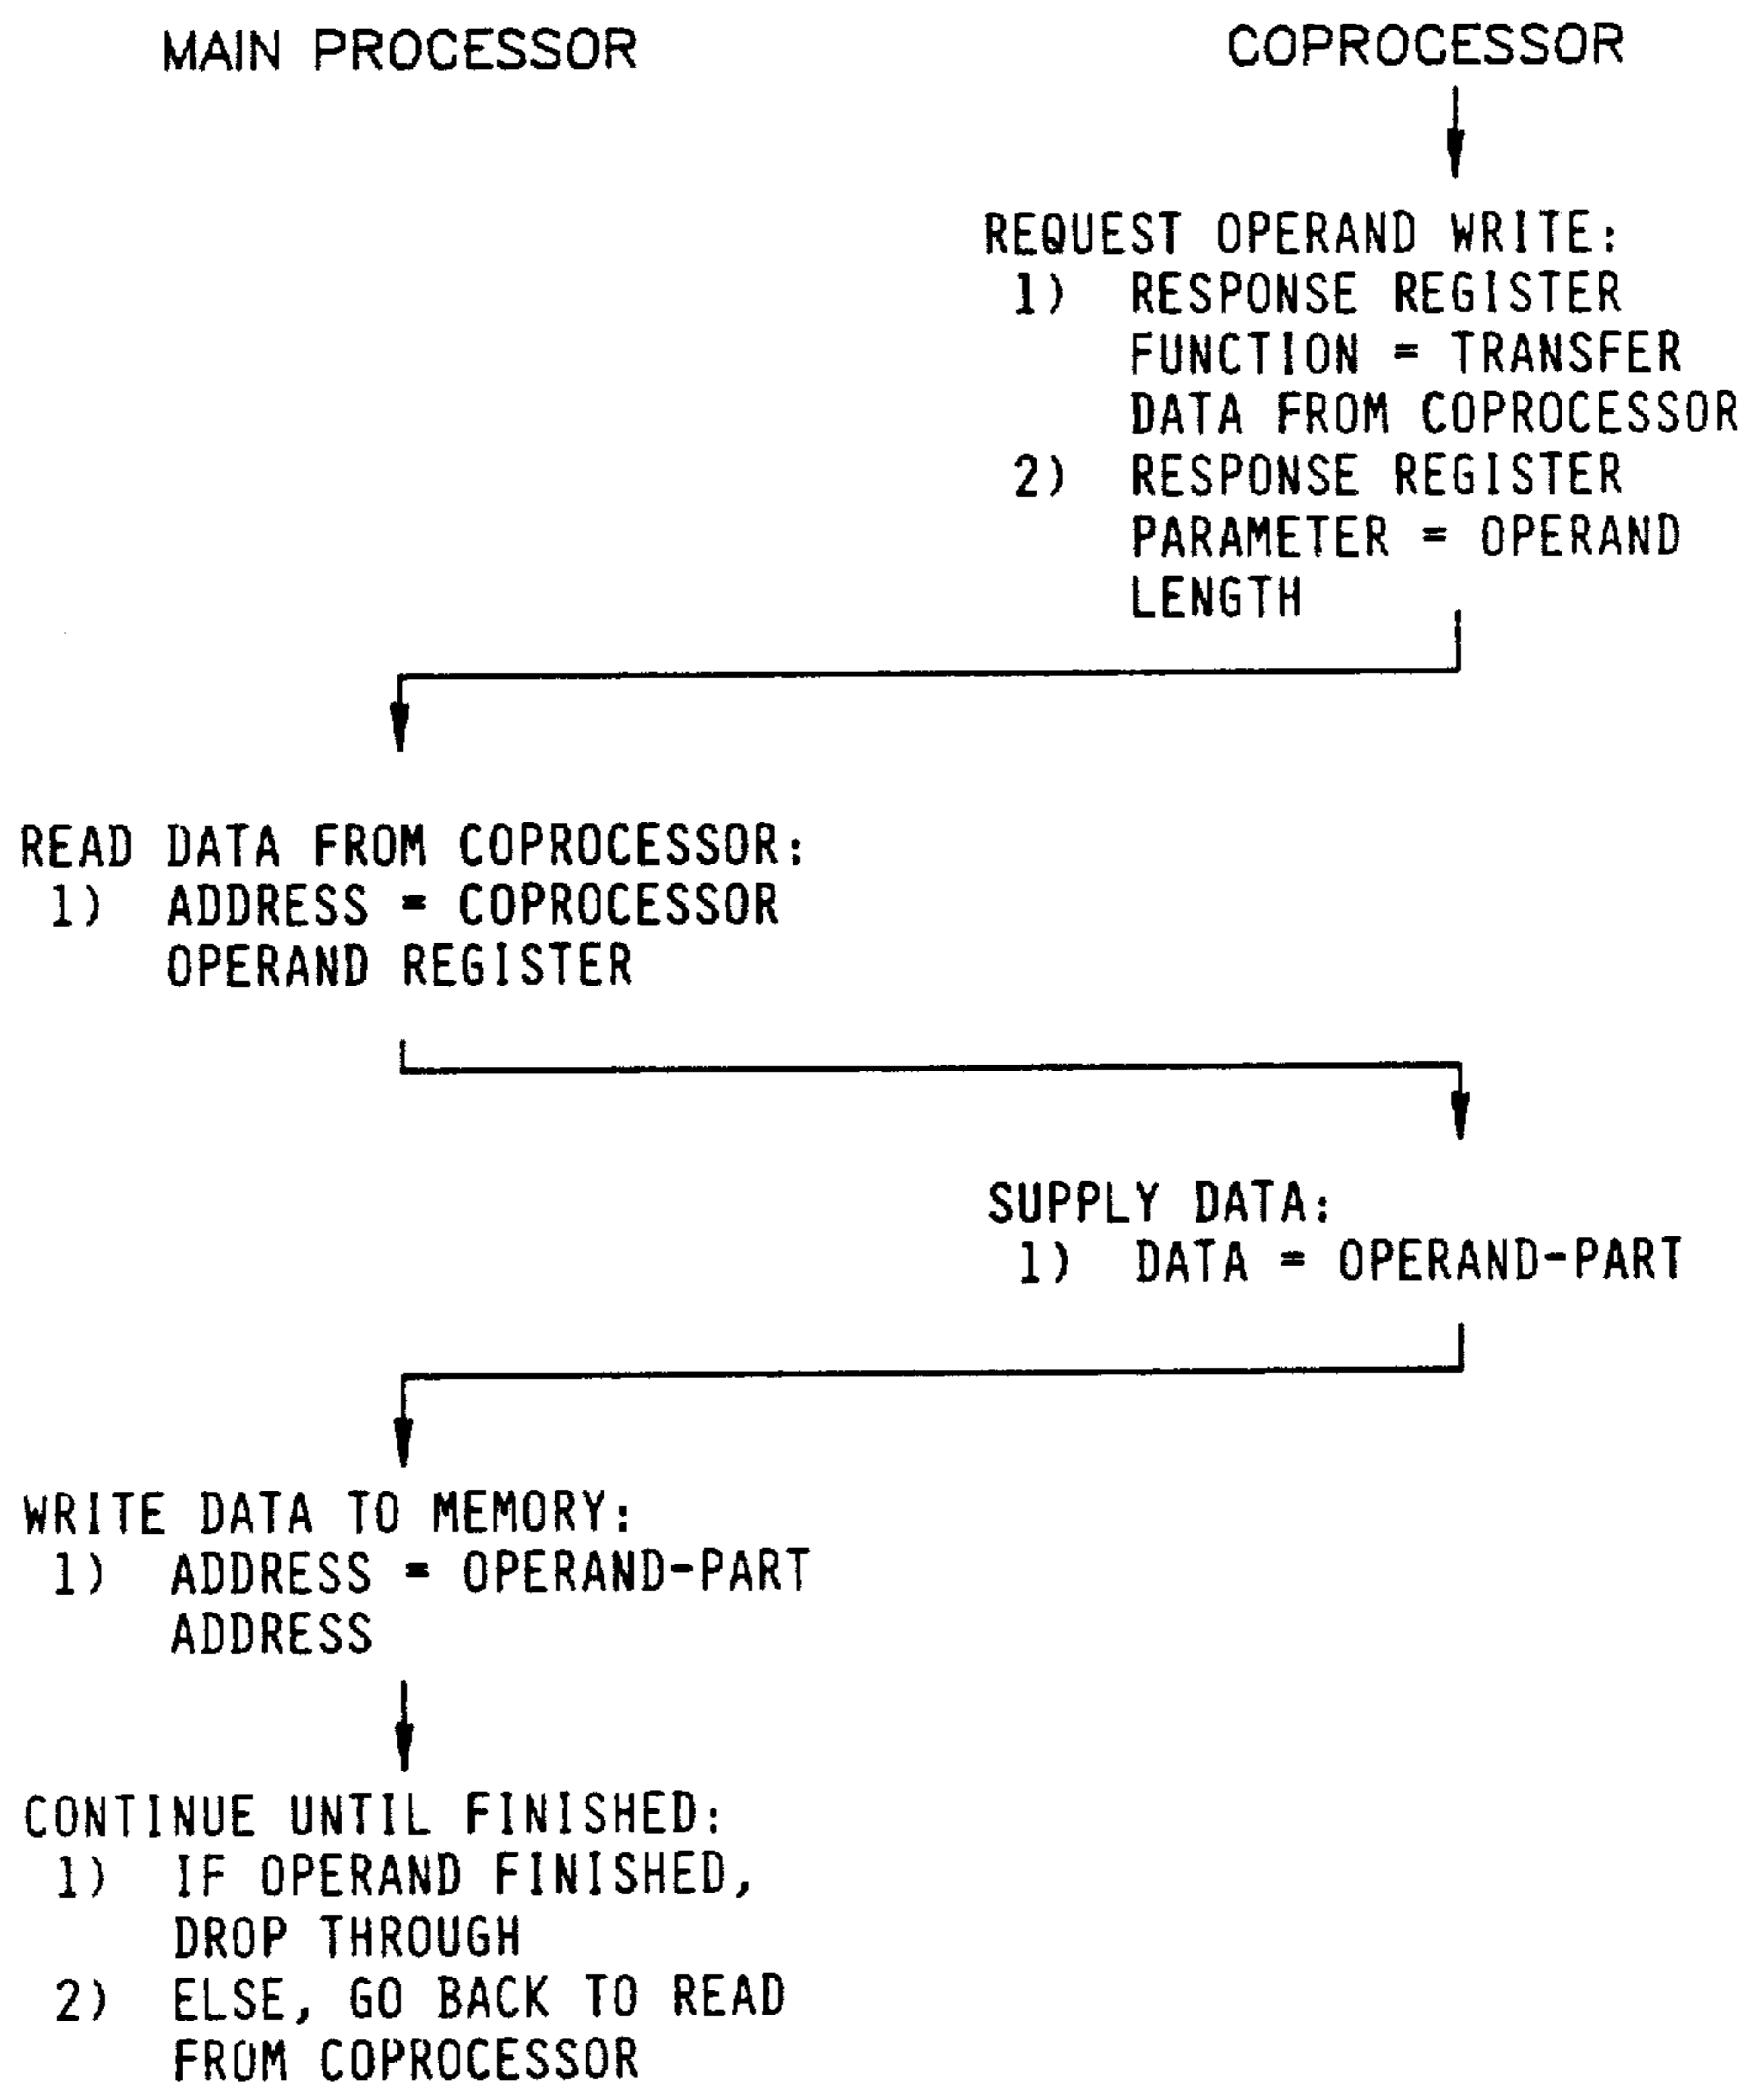 MAIN PROCESSOR
COPROCESSOR
REQUEST OPERAND WRITE:
1) RESPONSE REGISTER
FUNCTION = TRANSFER
DATA FROM COPROCESSOR
2) RESPONSE REGISTER
PARAMETER = OPERAND
LENGTH
READ DATA FROM COPROCESSOR:
1) ADDRESS = COPROCESSOR
OPERAND REGISTER
SUPPLY DATA:
1) DATA = OPERAND-PART
WRITE DATA TO MEMORY:
1) ADDRESS = OPERAND-PART
ADDRESS
CONTINUE UNTIL FINISHED:
1) IF OPERAND FINISHED,
DROP THROUGH
2) ELSE, GO BACK TO READ
FROM COPROCESSOR